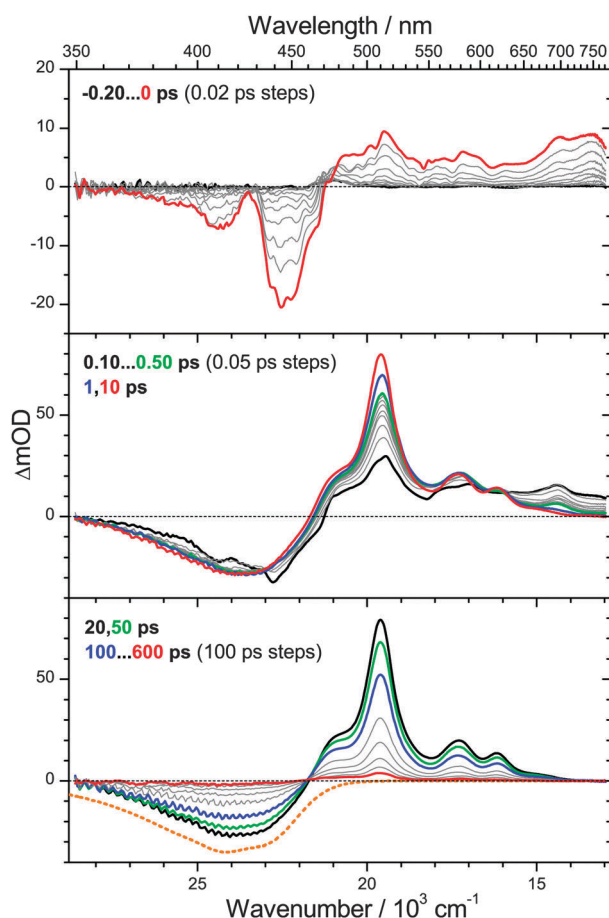 Wavelength / nm
350 400 450 500 550 600 650 700 750
20
10
0
-10
-20
-0.20...0 ps (0.02 ps steps)
50
0
0.10...0.50 ps (0.05 ps steps)
1,10 ps
ΔmOD
50
0
20,50 ps
100...600 ps (100 ps steps)
25 20 15
Wavenumber / 10³ cm⁻¹